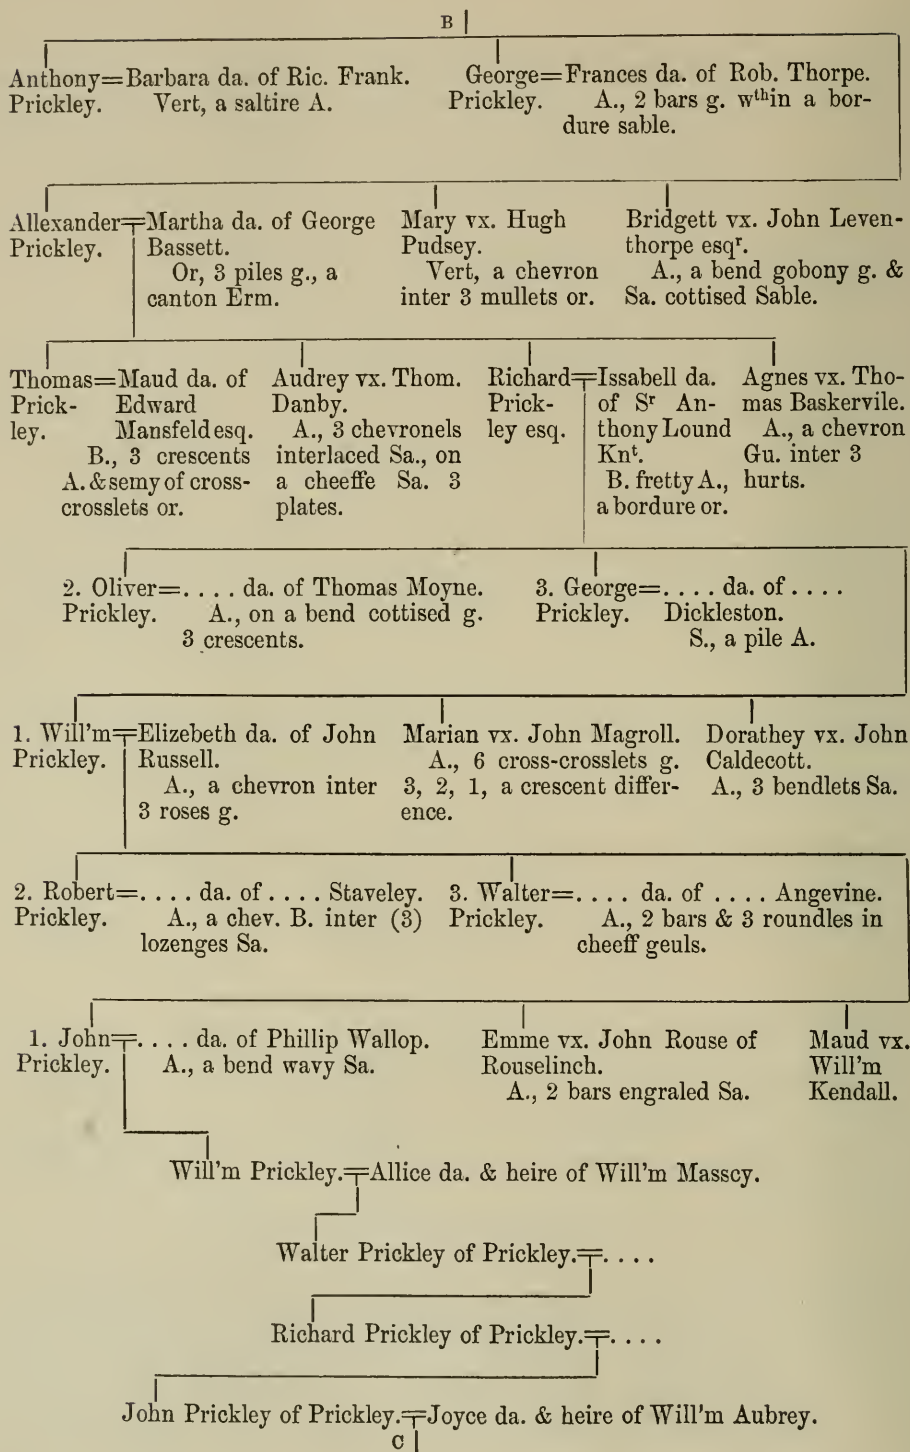 B
Anthony=Barbara da. of Ric. Frank.
Prickley. Vert, a saltire A.
George=Frances da. of Rob. Thorpe.
Prickley. A., 2 bars g. wthin a bor-
dure sable.
Allexander=Martha da. of George
Prickley. Bassett.
Or, 3 piles g., a
canton Erm.
Mary vx. Hugh
Pudsey.
Vert, a chevron
inter 3 mullets or.
Bridgett vx. John Leven-
thorpe esqr.
A., a bend gobony g. &
Sa. cottised Sable.
Thomas=Maud da. of
Prick- Edward
ley. Mansfeld esq.
B., 3 crescents
A. & semy of cross-
crosslets or.
Audrey vx. Thom.
Danby.
A., 3 chevronels
interlaced Sa., on
a cheeffe Sa. 3
plates.
Richard=Issabell da.
Prick- of Sr An-
ley esq. thony Lound
Knt.
B. fretty A.,
a bordure or.
Agnes vx. Tho-
mas Baskervile.
A., a chevron
Gu. inter 3
hurts.
2. Oliver=. . . . da. of Thomas Moyne.
Prickley. A., on a bend cottised g.
3 crescents.
3. George=. . . . da. of . . . .
Prickley. Dickleston.
S., a pile A.
1. Will'm=Elizebeth da. of John
Prickley. Russell.
A., a chevron inter
3 roses g.
Marian vx. John Magroll.
A., 6 cross-crosslets g.
3, 2, 1, a crescent differ-
ence.
Dorathey vx. John
Caldecott.
A., 3 bendlets Sa.
2. Robert=. . . . da. of . . . . Staveley.
Prickley. A., a chev. B. inter (3)
lozenges Sa.
3. Walter=. . . . da. of . . . . Angevine.
Prickley. A., 2 bars & 3 roundles in
cheeff geuls.
1. John=. . . . da. of Phillip Wallop.
Prickley. A., a bend wavy Sa.
Emme vx. John Rouse of
Rouselinch.
A., 2 bars engraled Sa.
Maud vx.
Will'm
Kendall.
Will'm Prickley.=Allice da. & heire of Will'm Masscy.
Walter Prickley of Prickley.=. . . .
Richard Prickley of Prickley.=. . . .
John Prickley of Prickley.=Joyce da. & heire of Will'm Aubrey.
C